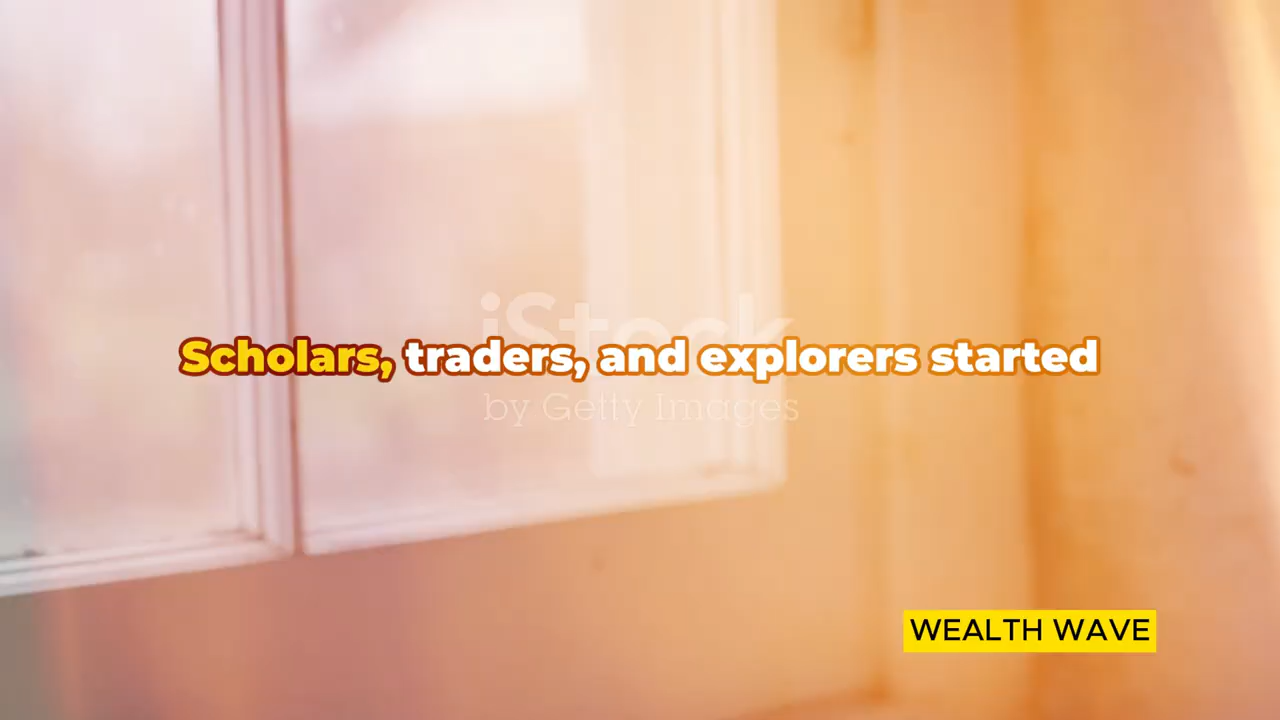 iStock
Scholars, traders, and explorers started
by Getty Images
WEALTH WAVE